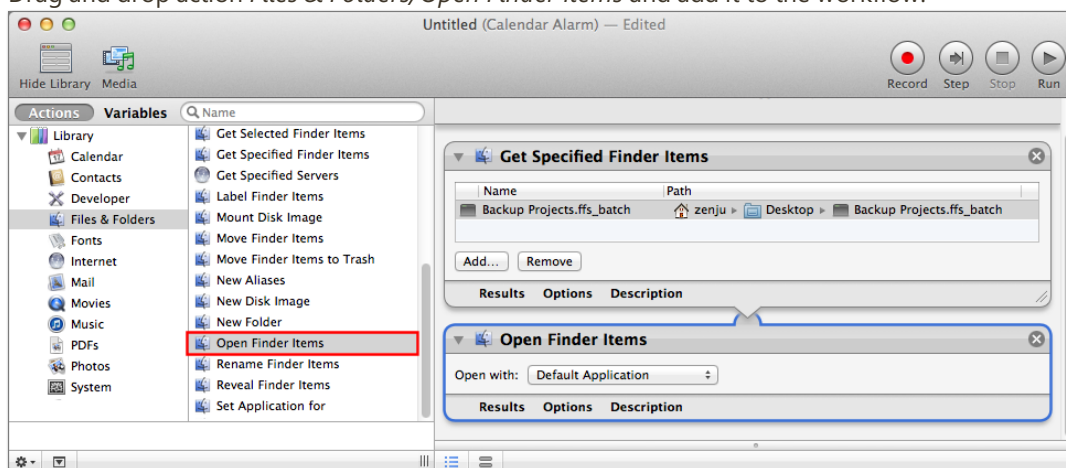 Drag and drop action Files & Folders/Open Finder Items and add it to the workflow.
Untitled (Calendar Alarm) — Edited
Hide Library Media
Record Step Stop Run
Actions Variables Name
Library
Calendar
Contacts
Developer
Files & Folders
Fonts
Internet
Mail
Movies
Music
PDFs
Photos
System
Get Selected Finder Items
Get Specified Finder Items
Get Specified Servers
Label Finder Items
Mount Disk Image
Move Finder Items
Move Finder Items to Trash
New Aliases
New Disk Image
New Folder
Open Finder Items
Rename Finder Items
Reveal Finder Items
Set Application for
Get Specified Finder Items
Name Path
Backup Projects.ffs_batch zenju ▸ Desktop ▸ Backup Projects.ffs_batch
Add... Remove
Results Options Description
Open Finder Items
Open with: Default Application
Results Options Description